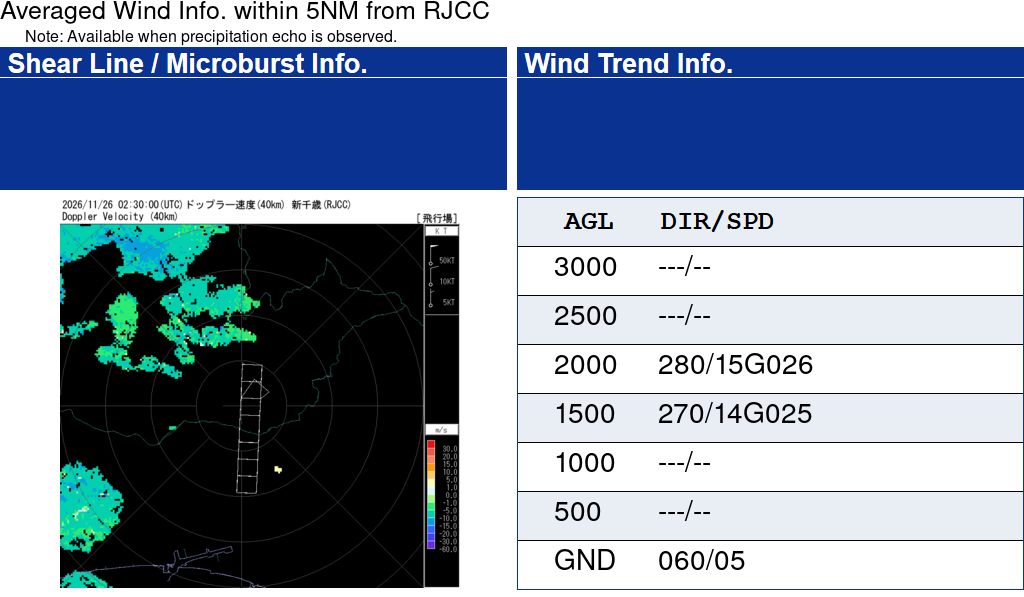 Averaged Wind Info. within 5NM from RJCC
Note: Available when precipitation echo is observed.
Shear Line / Microburst Info.
Wind Trend Info.
2026/11/26 02:30:00(UTC) ドップラー速度(40km) 新千歳(RJCC)
Doppler Velocity (40km)
[飛行場]
KT
50KT
10KT
5KT
m/s
30.0
20.0
15.0
10.0
5.0
1.0
0.0
-1.0
-5.0
-10.0
-15.0
-20.0
-30.0
-60.0
AGL DIR/SPD
3000 ---/--
2500 ---/--
2000 280/15G026
1500 270/14G025
1000 ---/--
500 ---/--
GND 060/05